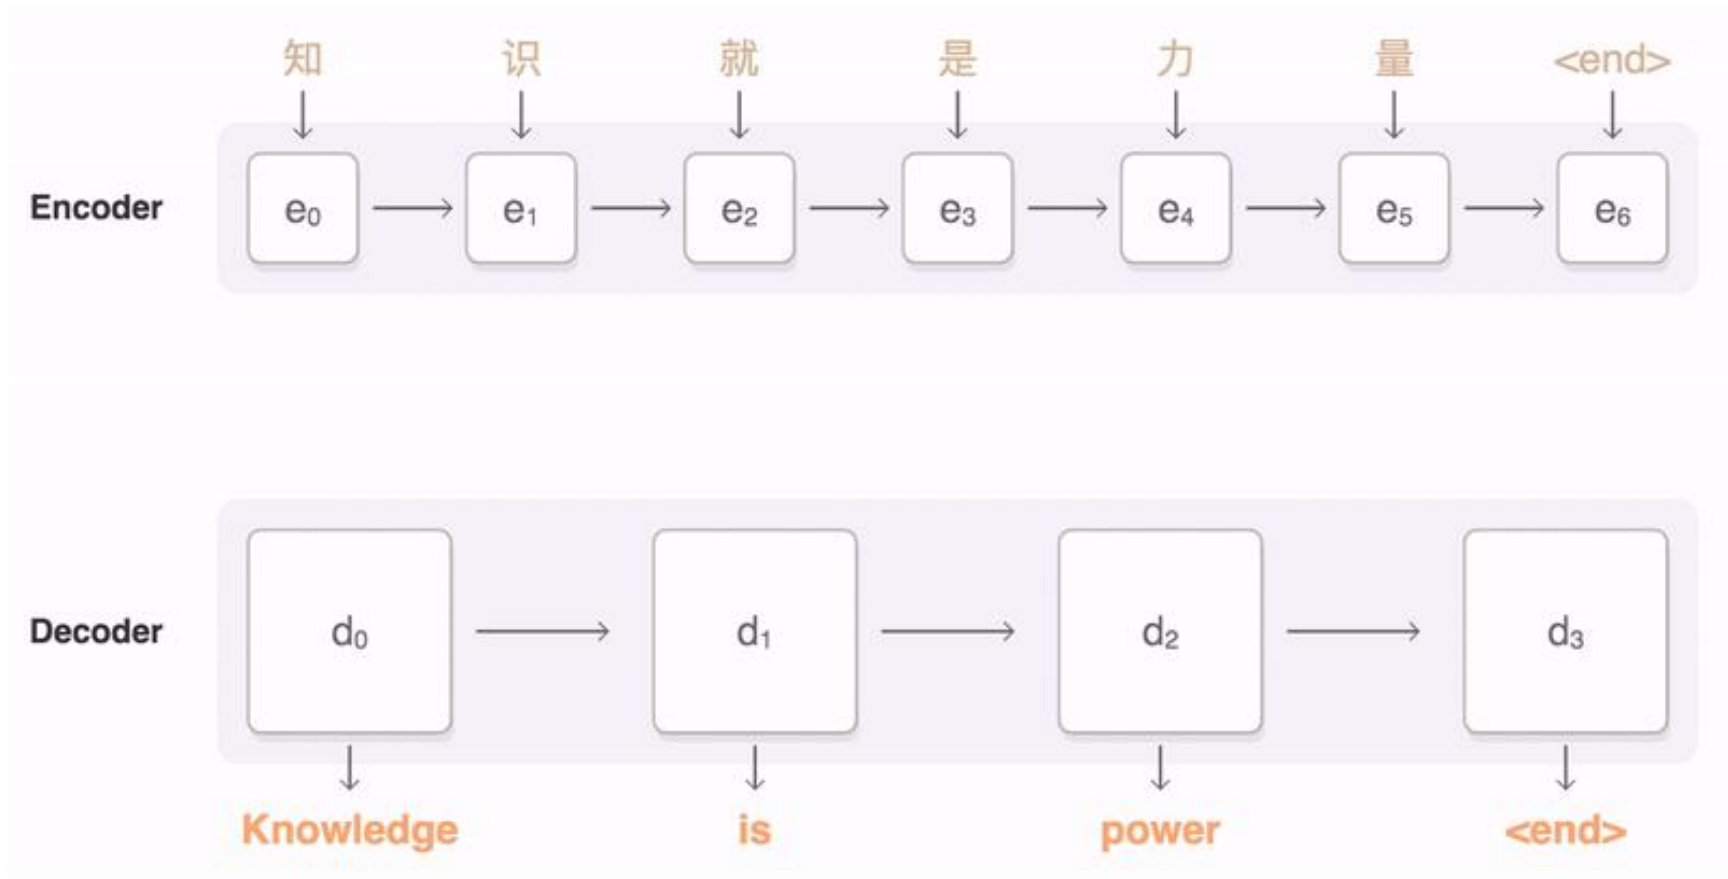 知 识 就 是 力 量 <end>
Encoder e₀ e₁ e₂ e₃ e₄ e₅ e₆
Decoder d₀ d₁ d₂ d₃
Knowledge is power <end>